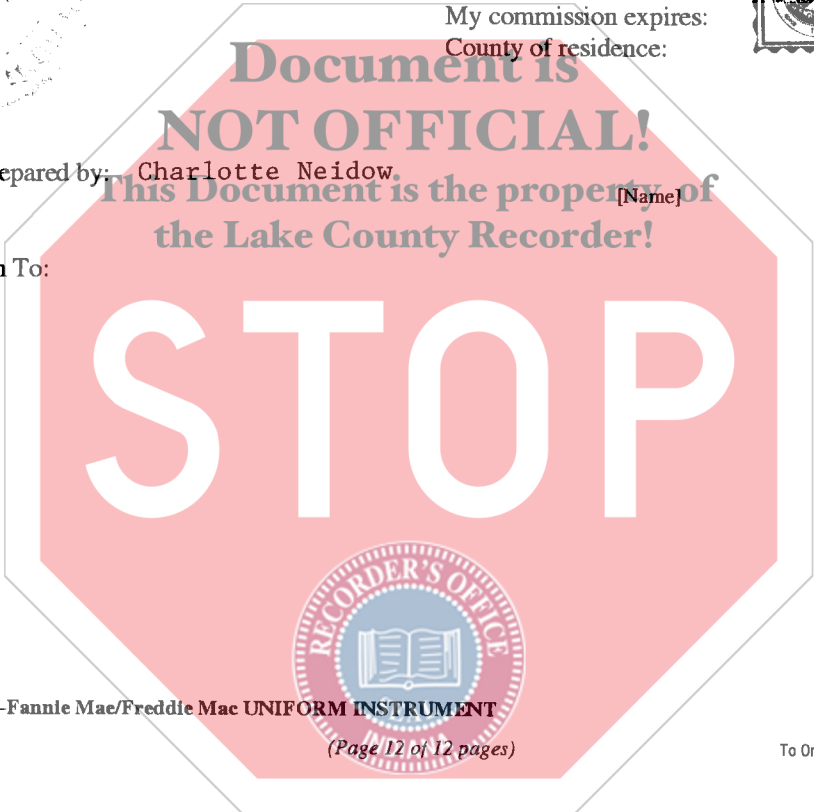 My commission expires:
County of residence:
Document is
NOT OFFICIAL!
epared by: Charlotte Neidow
This Document is the property of
[Name]
the Lake County Recorder!
n To:
STOP
RECORDER'S OFFICE
INDIANA
-Fannie Mae/Freddie Mac UNIFORM INSTRUMENT
(Page 12 of 12 pages)
To Or